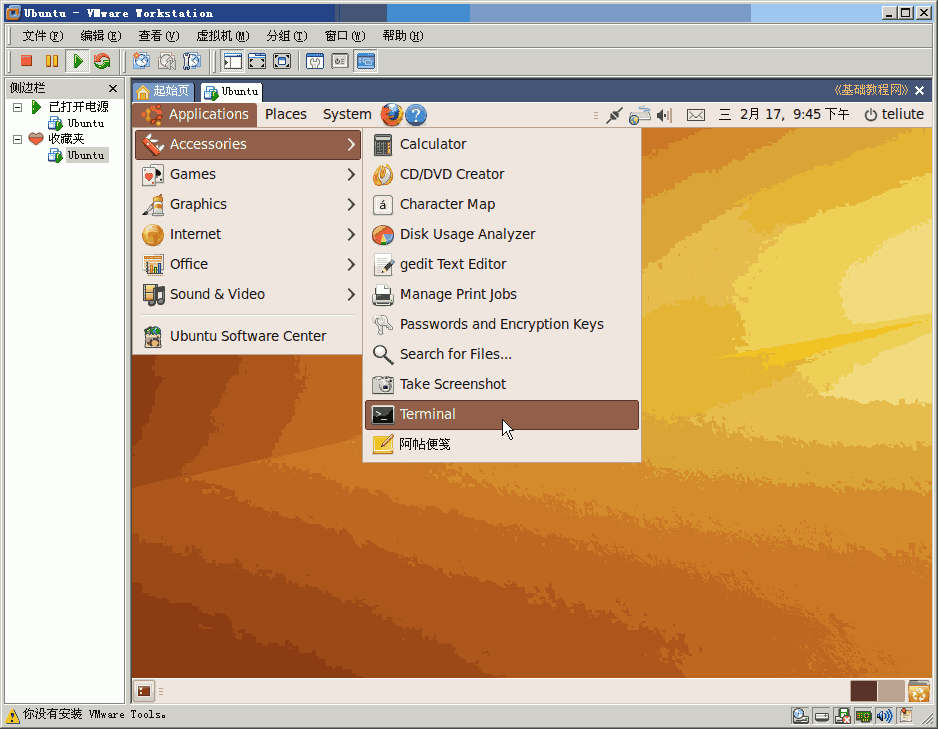 Ubuntu - VMware Workstation
文件(F) 编辑(E) 查看(V) 虚拟机(M) 分组(T) 窗口(W) 帮助(H)
侧边栏
起始页 Ubuntu 《基础教程网》
已打开电源
Ubuntu
收藏夹
Ubuntu
Applications Places System 三 2月 17, 9:45 下午 teliute
Accessories
Games
Graphics
Internet
Office
Sound & Video
Ubuntu Software Center
Calculator
CD/DVD Creator
Character Map
Disk Usage Analyzer
gedit Text Editor
Manage Print Jobs
Passwords and Encryption Keys
Search for Files...
Take Screenshot
Terminal
阿帖便笺
你没有安装 VMware Tools。